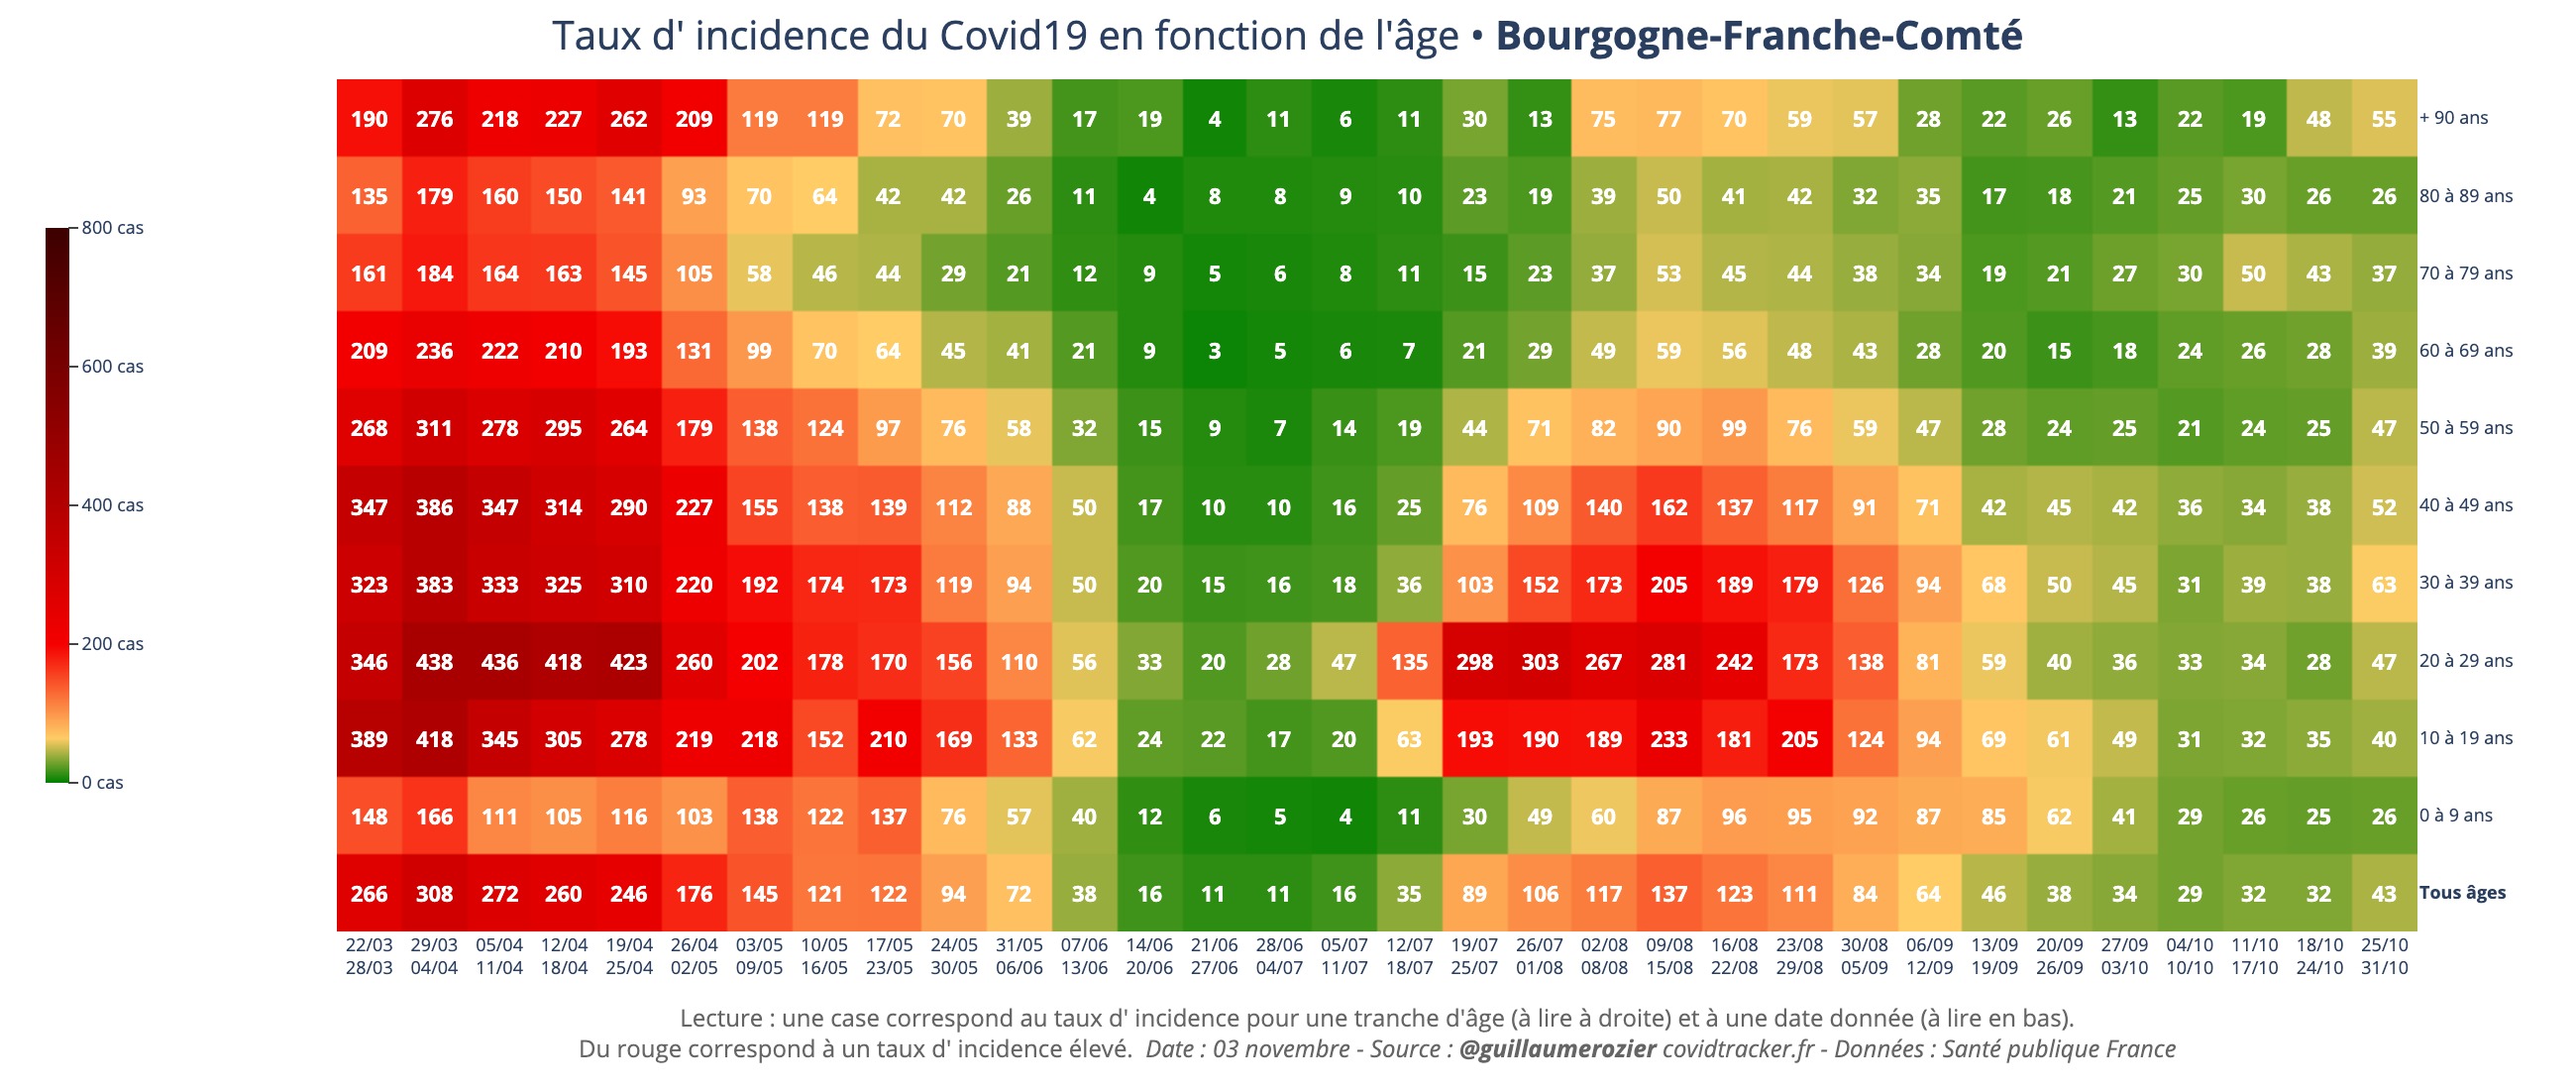 Taux d' incidence du Covid19 en fonction de l'âge • Bourgogne-Franche-Comté
190 276 218 227 262 209 119 119 72 70 39 17 19 4 11 6 11 30 13 75 77 70 59 57 28 22 26 13 22 19 48 55 + 90 ans
135 179 160 150 141 93 70 64 42 42 26 11 4 8 8 9 10 23 19 39 50 41 42 32 35 17 18 21 25 30 26 26 80 à 89 ans
800 cas
161 184 164 163 145 105 58 46 44 29 21 12 9 5 6 8 11 15 23 37 53 45 44 38 34 19 21 27 30 50 43 37 70 à 79 ans
209 236 222 210 193 131 99 70 64 45 41 21 9 3 5 6 7 21 29 49 59 56 48 43 28 20 15 18 24 26 28 39 60 à 69 ans
600 cas
268 311 278 295 264 179 138 124 97 76 58 32 15 9 7 14 19 44 71 82 90 99 76 59 47 28 24 25 21 24 25 47 50 à 59 ans
400 cas
347 386 347 314 290 227 155 138 139 112 88 50 17 10 10 16 25 76 109 140 162 137 117 91 71 42 45 42 36 34 38 52 40 à 49 ans
323 383 333 325 310 220 192 174 173 119 94 50 20 15 16 18 36 103 152 173 205 189 179 126 94 68 50 45 31 39 38 63 30 à 39 ans
200 cas
346 438 436 418 423 260 202 178 170 156 110 56 33 20 28 47 135 298 303 267 281 242 173 138 81 59 40 36 33 34 28 47 20 à 29 ans
389 418 345 305 278 219 218 152 210 169 133 62 24 22 17 20 63 193 190 189 233 181 205 124 94 69 61 49 31 32 35 40 10 à 19 ans
0 cas
148 166 111 105 116 103 138 122 137 76 57 40 12 6 5 4 11 30 49 60 87 96 95 92 87 85 62 41 29 26 25 26 0 à 9 ans
266 308 272 260 246 176 145 121 122 94 72 38 16 11 11 16 35 89 106 117 137 123 111 84 64 46 38 34 29 32 32 43 Tous âges
22/03 29/03 05/04 12/04 19/04 26/04 03/05 10/05 17/05 24/05 31/05 07/06 14/06 21/06 28/06 05/07 12/07 19/07 26/07 02/08 09/08 16/08 23/08 30/08 06/09 13/09 20/09 27/09 04/10 11/10 18/10 25/10
28/03 04/04 11/04 18/04 25/04 02/05 09/05 16/05 23/05 30/05 06/06 13/06 20/06 27/06 04/07 11/07 18/07 25/07 01/08 08/08 15/08 22/08 29/08 05/09 12/09 19/09 26/09 03/10 10/10 17/10 24/10 31/10
Lecture : une case correspond au taux d' incidence pour une tranche d'âge (à lire à droite) et à une date donnée (à lire en bas).
Du rouge correspond à un taux d' incidence élevé. Date : 03 novembre - Source : @guillaumerozier covidtracker.fr - Données : Santé publique France